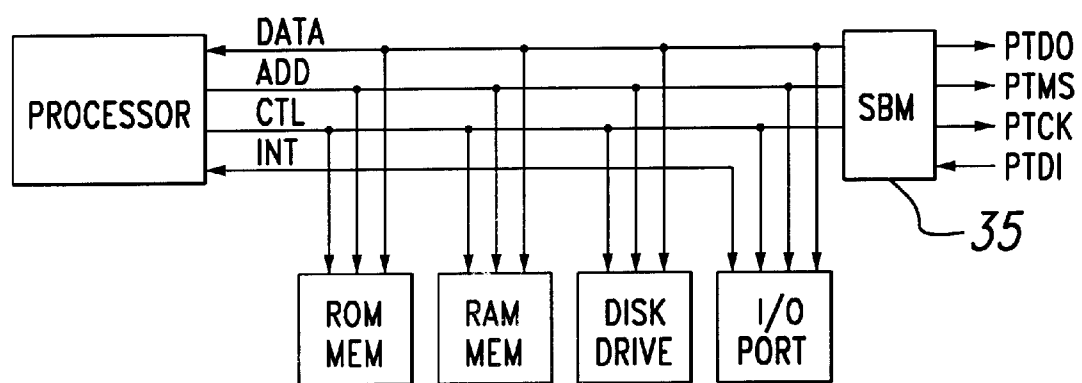 DATA
ADD
CTL
INT
PROCESSOR
SBM
PTDO
PTMS
PTCK
PTDI
35
ROM
MEM
RAM
MEM
DISK
DRIVE
I/O
PORT